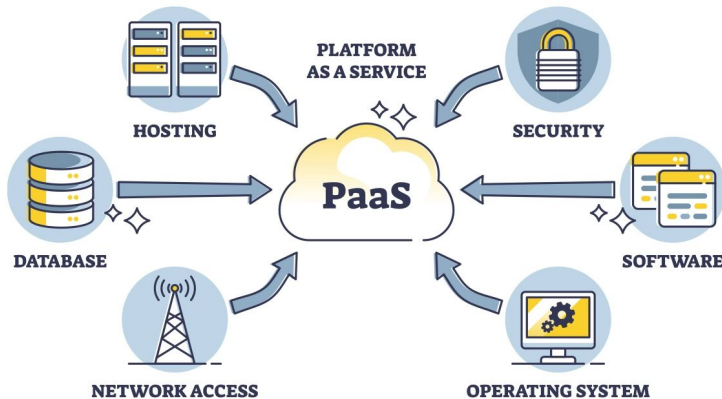 PLATFORM
AS A SERVICE
HOSTING
SECURITY
PaaS
DATABASE
SOFTWARE
NETWORK ACCESS
OPERATING SYSTEM